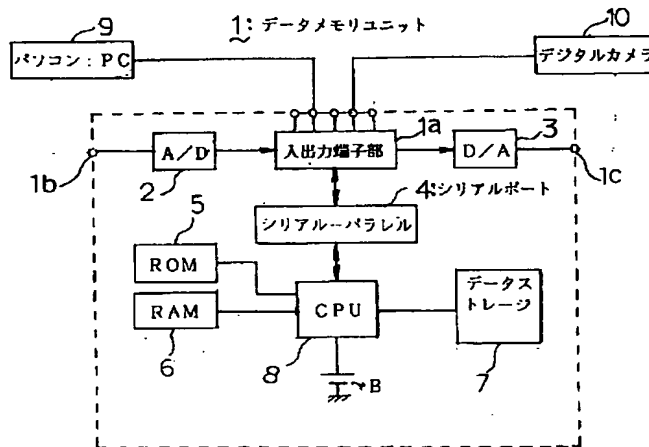 9
1:データメモリユニット
10
パソコン:PC
デジタルカメラ
1a
3
A/D
入出力端子部
D/A
1b
2
1c
4:シリアルポート
5
シリアル-パラレル
ROM
データス
トレージ
CPU
RAM
6
8
B
7